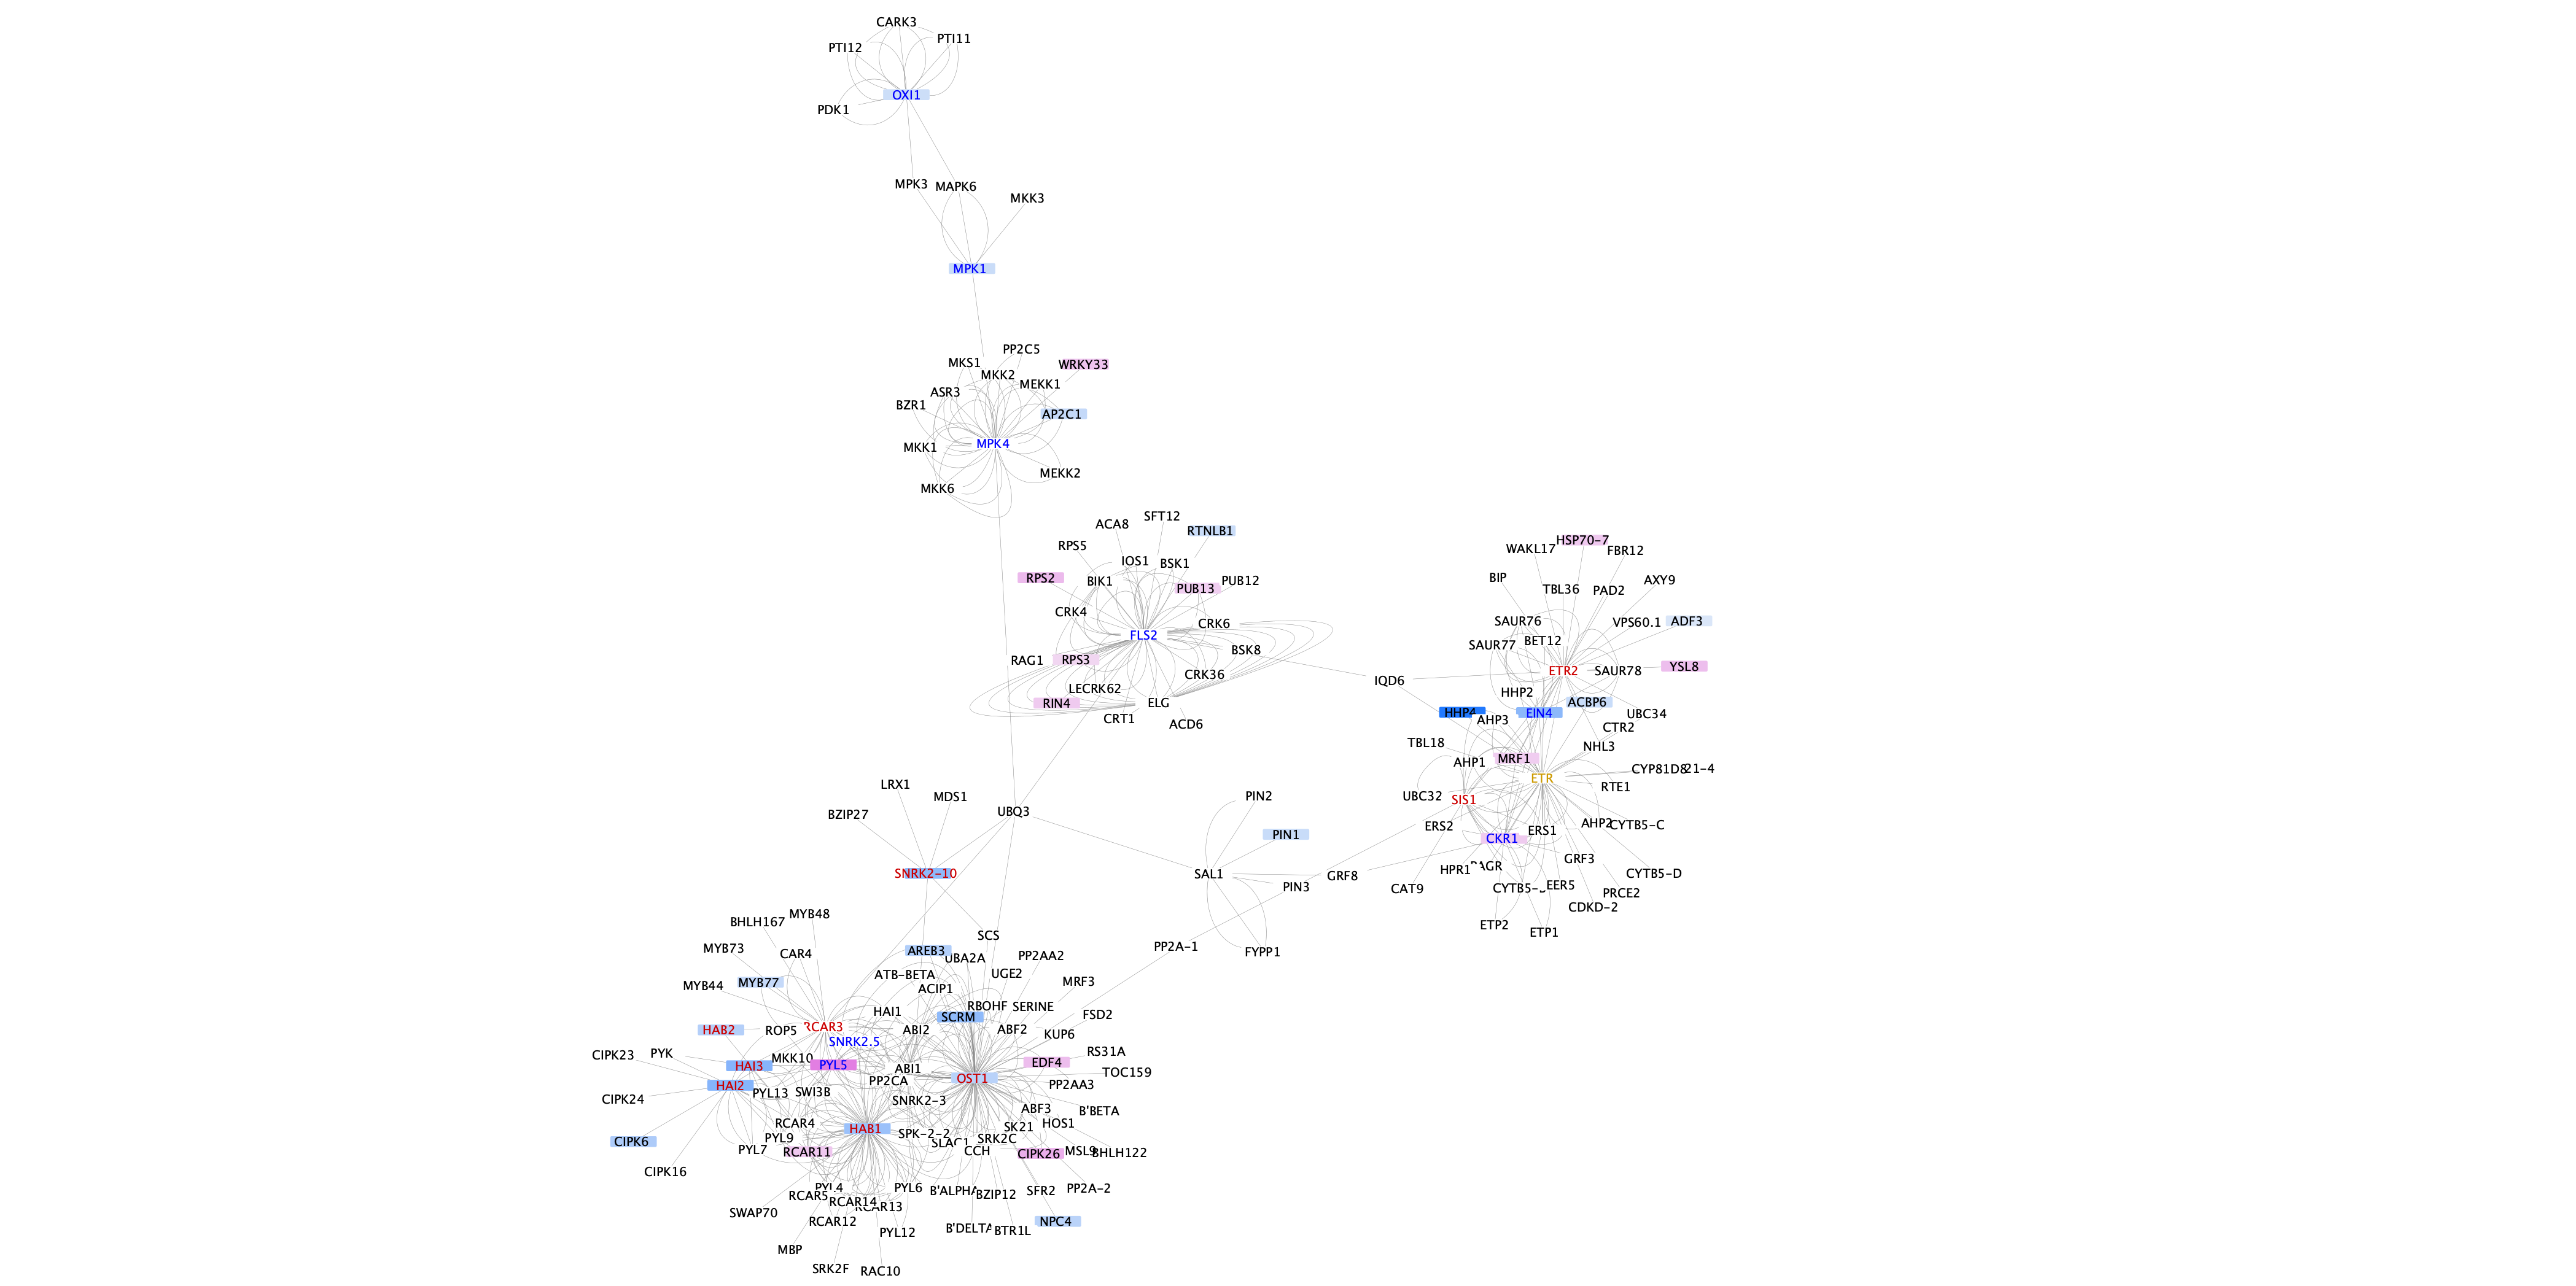 CARK3
PTI11
PTI12
OXI1
PDK1
MPK3
MAPK6
MKK3
MPK1
PP2C5
MKS1
WRKY33
MKK2
MEKK1
ASR3
BZR1
AP2C1
MPK4
MKK1
MEKK2
MKK6
SFT12
ACA8
RTNLB1
RPS5
IOS1
BSK1
RPS2
BIK1
PUB12
PUB13
CRK4
CRK6
FLS2
BSK8
RAG1
RPS3
CRK36
LECRK62
RIN4
ELG
CRT1
ACD6
HSP70-7
WAKL17
FBR12
BIP
AXY9
TBL36
PAD2
SAUR76
VPS60.1
ADF3
BET12
SAUR77
YSL8
ETR2
SAUR78
IQD6
HHP2
ACBP6
HHP4
EIN4
UBC34
AHP3
CTR2
TBL18
NHL3
MRF1
AHP1
CYP81D8
21-4
ETR
RTE1
UBC32
SIS1
ERS2
ERS1
AHP2
CYTB5-C
CKR1
GRF3
HPR1
CYTB5-D
CAT9
EER5
PRCE2
CDKD-2
ETP2
ETP1
LRX1
MDS1
PIN2
BZIP27
UBQ3
PIN1
SNRK2-10
SAL1
GRF8
PIN3
PP2A-1
FYPP1
MYB48
BHLH167
SCS
MYB73
CAR4
AREB3
UBA2A
PP2AA2
ATB-BETA
UGE2
MYB77
MYB44
MRF3
ACIP1
RBOHF
SERINE
HAI1
SCRM
FSD2
RCAR3
HAB2
ROP5
ABI2
ABF2
KUP6
SNRK2.5
RS31A
CIPK23
PYK
MKK10
EDF4
HAI3
PYL5
ABI1
TOC159
PP2CA
OST1
HAI2
PP2AA3
PYL13
SWI3B
CIPK24
SNRK2-3
ABF3
B'BETA
RCAR4
HOS1
HAB1
SK21
SPK-2-2
PYL9
SRK2C
CIPK6
SLAC1
PYL7
RCAR11
CCH
CIPK26
MSL9
BHLH122
CIPK16
PYL4
PYL6
B'ALPHA
BZIP12
SFR2
PP2A-2
RCAR5
RCAR14
RCAR13
SWAP70
RCAR12
NPC4
PYL12
B'DELTA
BTR1L
MBP
SRK2F
RAC10